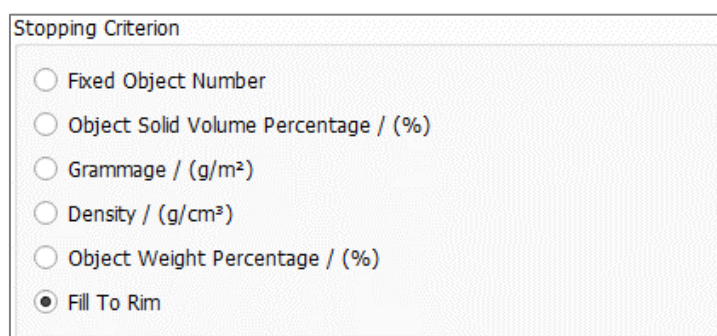 Stopping Criterion
Fixed Object Number
Object Solid Volume Percentage / (%)
Grammage / (g/m²)
Density / (g/cm³)
Object Weight Percentage / (%)
Fill To Rim